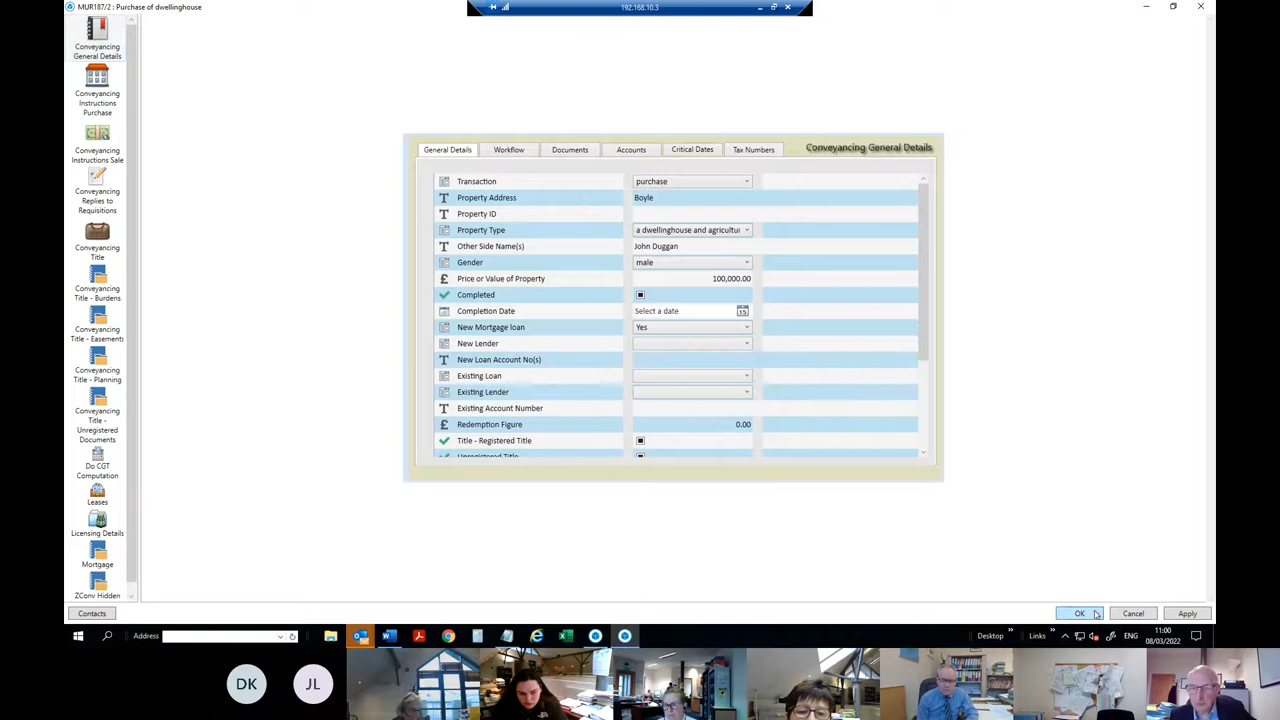 MUR187/2 : Purchase of dwellinghouse
192.168.10.3
Conveyancing
General Details
Conveyancing
Instructions
Purchase
Conveyancing
Instructions Sale
Conveyancing
Replies to
Requisitions
Conveyancing
Title
Conveyancing
Title - Burdens
Conveyancing
Title - Easements
Conveyancing
Title - Planning
Conveyancing
Title -
Unregistered
Documents
Do CGT
Computation
Leases
Licensing Details
Mortgage
ZConv Hidden
Contacts
General Details Workflow Documents Accounts Critical Dates Tax Numbers Conveyancing General Details
Transaction purchase
Property Address Boyle
Property ID
Property Type a dwellinghouse and agricultu
Other Side Name(s) John Duggan
Gender male
Price or Value of Property 100,000.00
Completed
Completion Date Select a date 15
New Mortgage loan Yes
New Lender
New Loan Account No(s)
Existing Loan
Existing Lender
Existing Account Number
Redemption Figure 0.00
Title - Registered Title
Unregistered Title
OK Cancel Apply
Address Desktop Links ENG 11:00
08/03/2022
DK JL